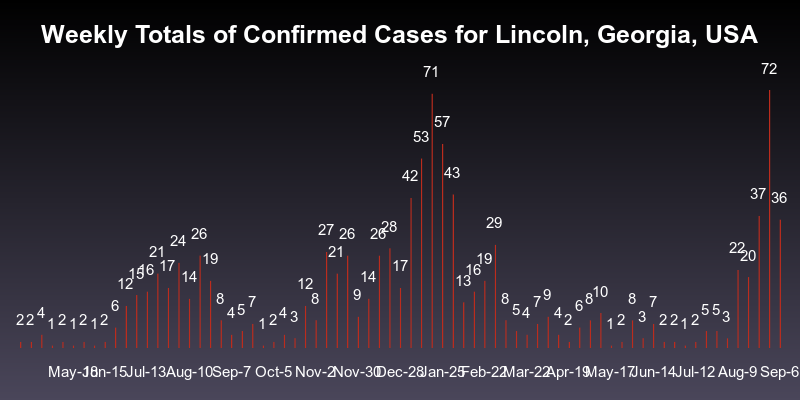 Weekly Totals of Confirmed Cases for Lincoln, Georgia, USA
2 2 4 1 2 1 2 1 2 6 12 15 16 21 17 24 14 26 19 8 4 5 7 1 2 4 3 12 8 27 21 26 9 14 26 28 17 42 53 71 57 43 13 16 19 29 8 5 4 7 9 4 2 6 8 10 1 2 8 3 7 2 2 1 2 5 5 3 22 20 37 72 36
May-18 Jun-15 Jul-13 Aug-10 Sep-7 Oct-5 Nov-2 Nov-30 Dec-28 Jan-25 Feb-22 Mar-22 Apr-19 May-17 Jun-14 Jul-12 Aug-9 Sep-6